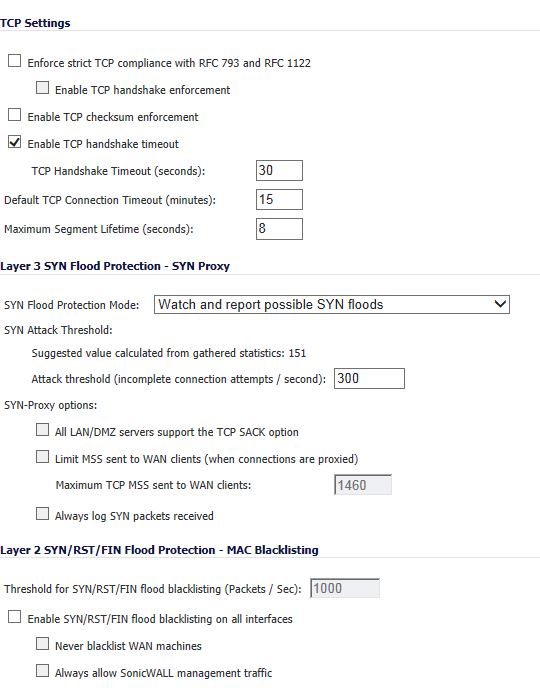 TCP Settings
Enforce strict TCP compliance with RFC 793 and RFC 1122
Enable TCP handshake enforcement
Enable TCP checksum enforcement
Enable TCP handshake timeout
TCP Handshake Timeout (seconds): 30
Default TCP Connection Timeout (minutes): 15
Maximum Segment Lifetime (seconds): 8
Layer 3 SYN Flood Protection - SYN Proxy
SYN Flood Protection Mode: Watch and report possible SYN floods
SYN Attack Threshold:
Suggested value calculated from gathered statistics: 151
Attack threshold (incomplete connection attempts / second): 300
SYN-Proxy options:
All LAN/DMZ servers support the TCP SACK option
Limit MSS sent to WAN clients (when connections are proxied)
Maximum TCP MSS sent to WAN clients: 1460
Always log SYN packets received
Layer 2 SYN/RST/FIN Flood Protection - MAC Blacklisting
Threshold for SYN/RST/FIN flood blacklisting (Packets / Sec): 1000
Enable SYN/RST/FIN flood blacklisting on all interfaces
Never blacklist WAN machines
Always allow SonicWALL management traffic